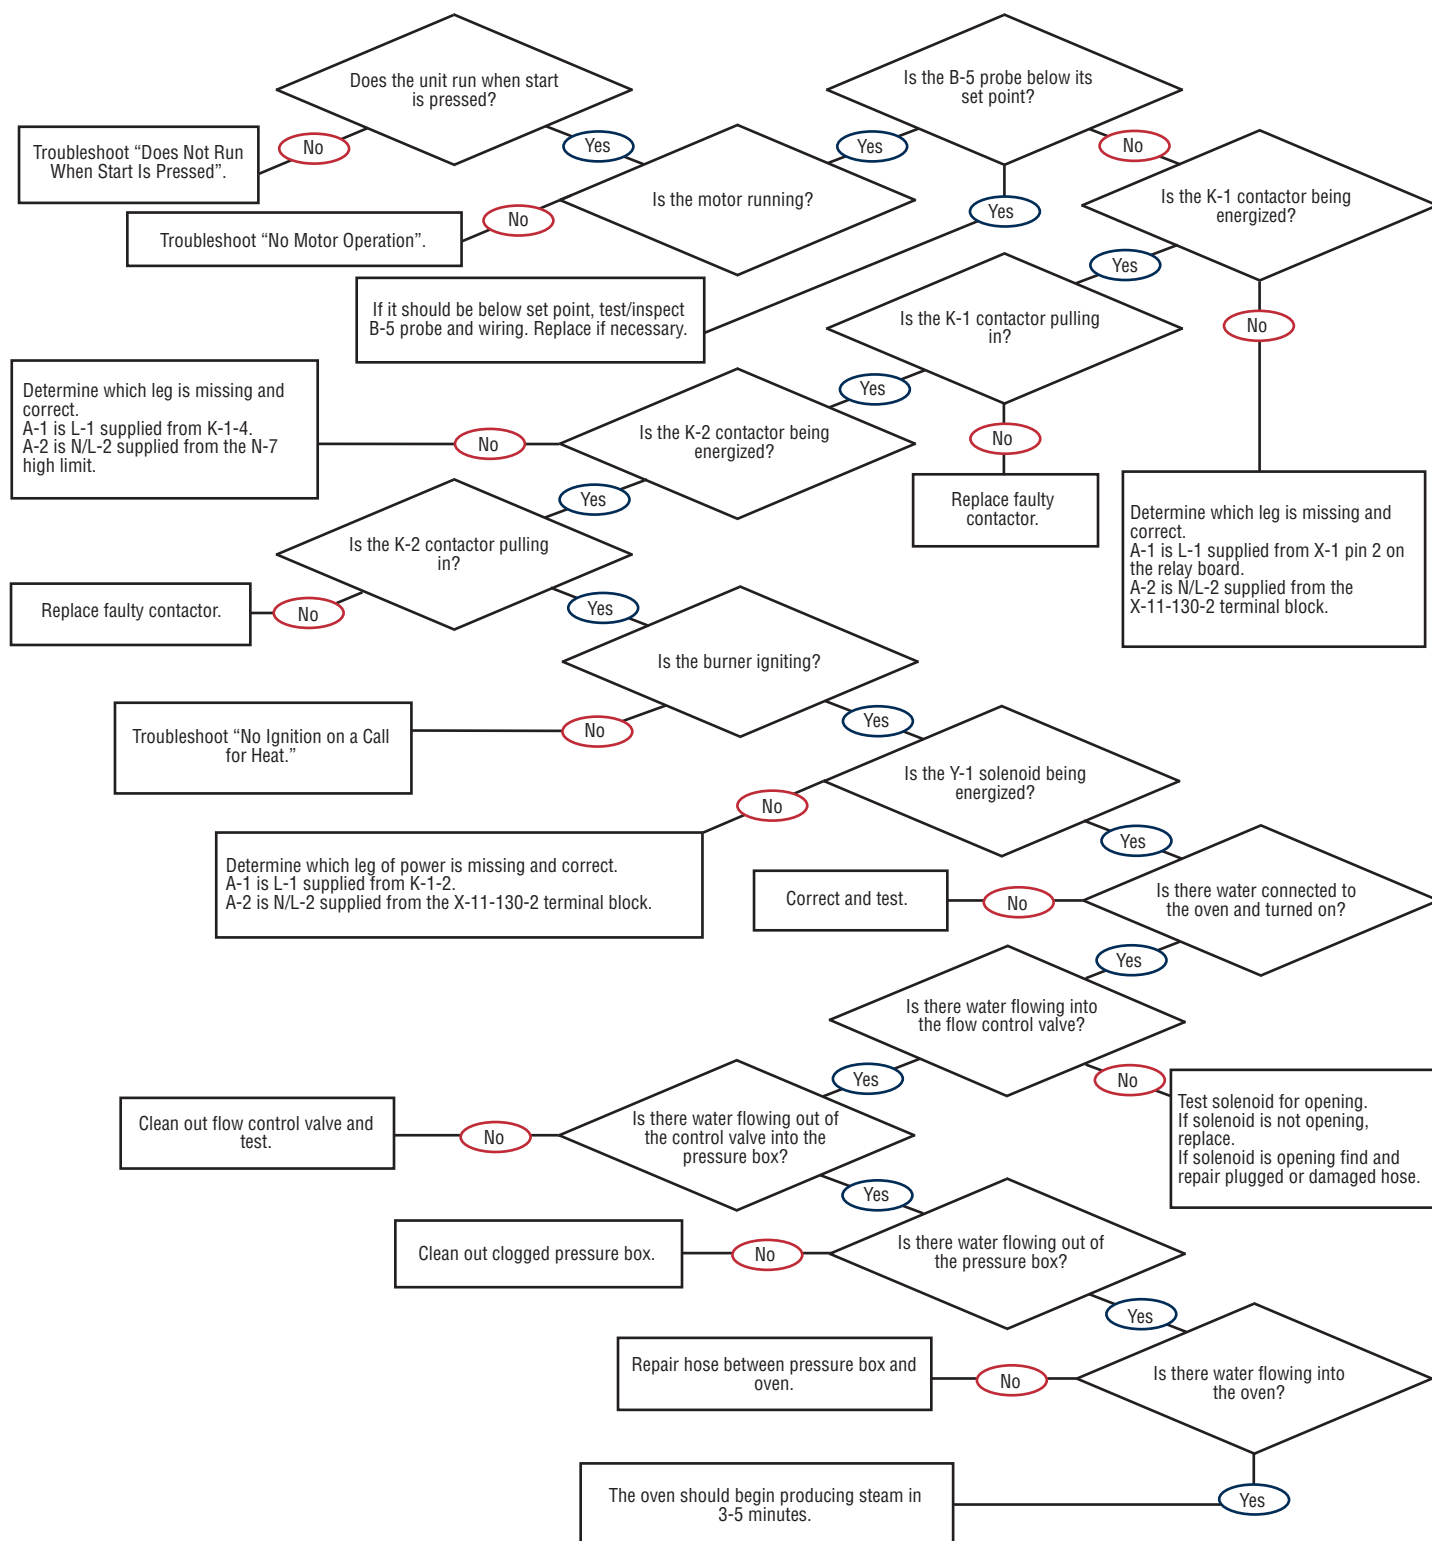 Does the unit run when start
is pressed?
Is the B-5 probe below its
set point?
No
Yes
Yes
No
Troubleshoot “Does Not Run
When Start Is Pressed”.
Is the motor running?
Is the K-1 contactor being
energized?
No
Yes
Troubleshoot “No Motor Operation”.
Yes
If it should be below set point, test/inspect
B-5 probe and wiring. Replace if necessary.
Is the K-1 contactor pulling
in?
No
Determine which leg is missing and
correct.
A-1 is L-1 supplied from K-1-4.
A-2 is N/L-2 supplied from the N-7
high limit.
Yes
No
Is the K-2 contactor being
energized?
No
Yes
Replace faulty
contactor.
Determine which leg is missing and
correct.
A-1 is L-1 supplied from X-1 pin 2 on
the relay board.
A-2 is N/L-2 supplied from the
X-11-130-2 terminal block.
Is the K-2 contactor pulling
in?
Replace faulty contactor.
No
Yes
Is the burner igniting?
Troubleshoot “No Ignition on a Call
for Heat.”
No
Yes
Is the Y-1 solenoid being
energized?
No
Yes
Determine which leg of power is missing and correct.
A-1 is L-1 supplied from K-1-2.
A-2 is N/L-2 supplied from the X-11-130-2 terminal block.
Correct and test.
No
Is there water connected to
the oven and turned on?
Yes
Is there water flowing into
the flow control valve?
Yes
No
Clean out flow control valve and
test.
No
Is there water flowing out of
the control valve into the
pressure box?
Test solenoid for opening.
If solenoid is not opening,
replace.
If solenoid is opening find and
repair plugged or damaged hose.
Yes
Clean out clogged pressure box.
No
Is there water flowing out of
the pressure box?
Yes
Repair hose between pressure box and
oven.
No
Is there water flowing into
the oven?
Yes
The oven should begin producing steam in
3-5 minutes.